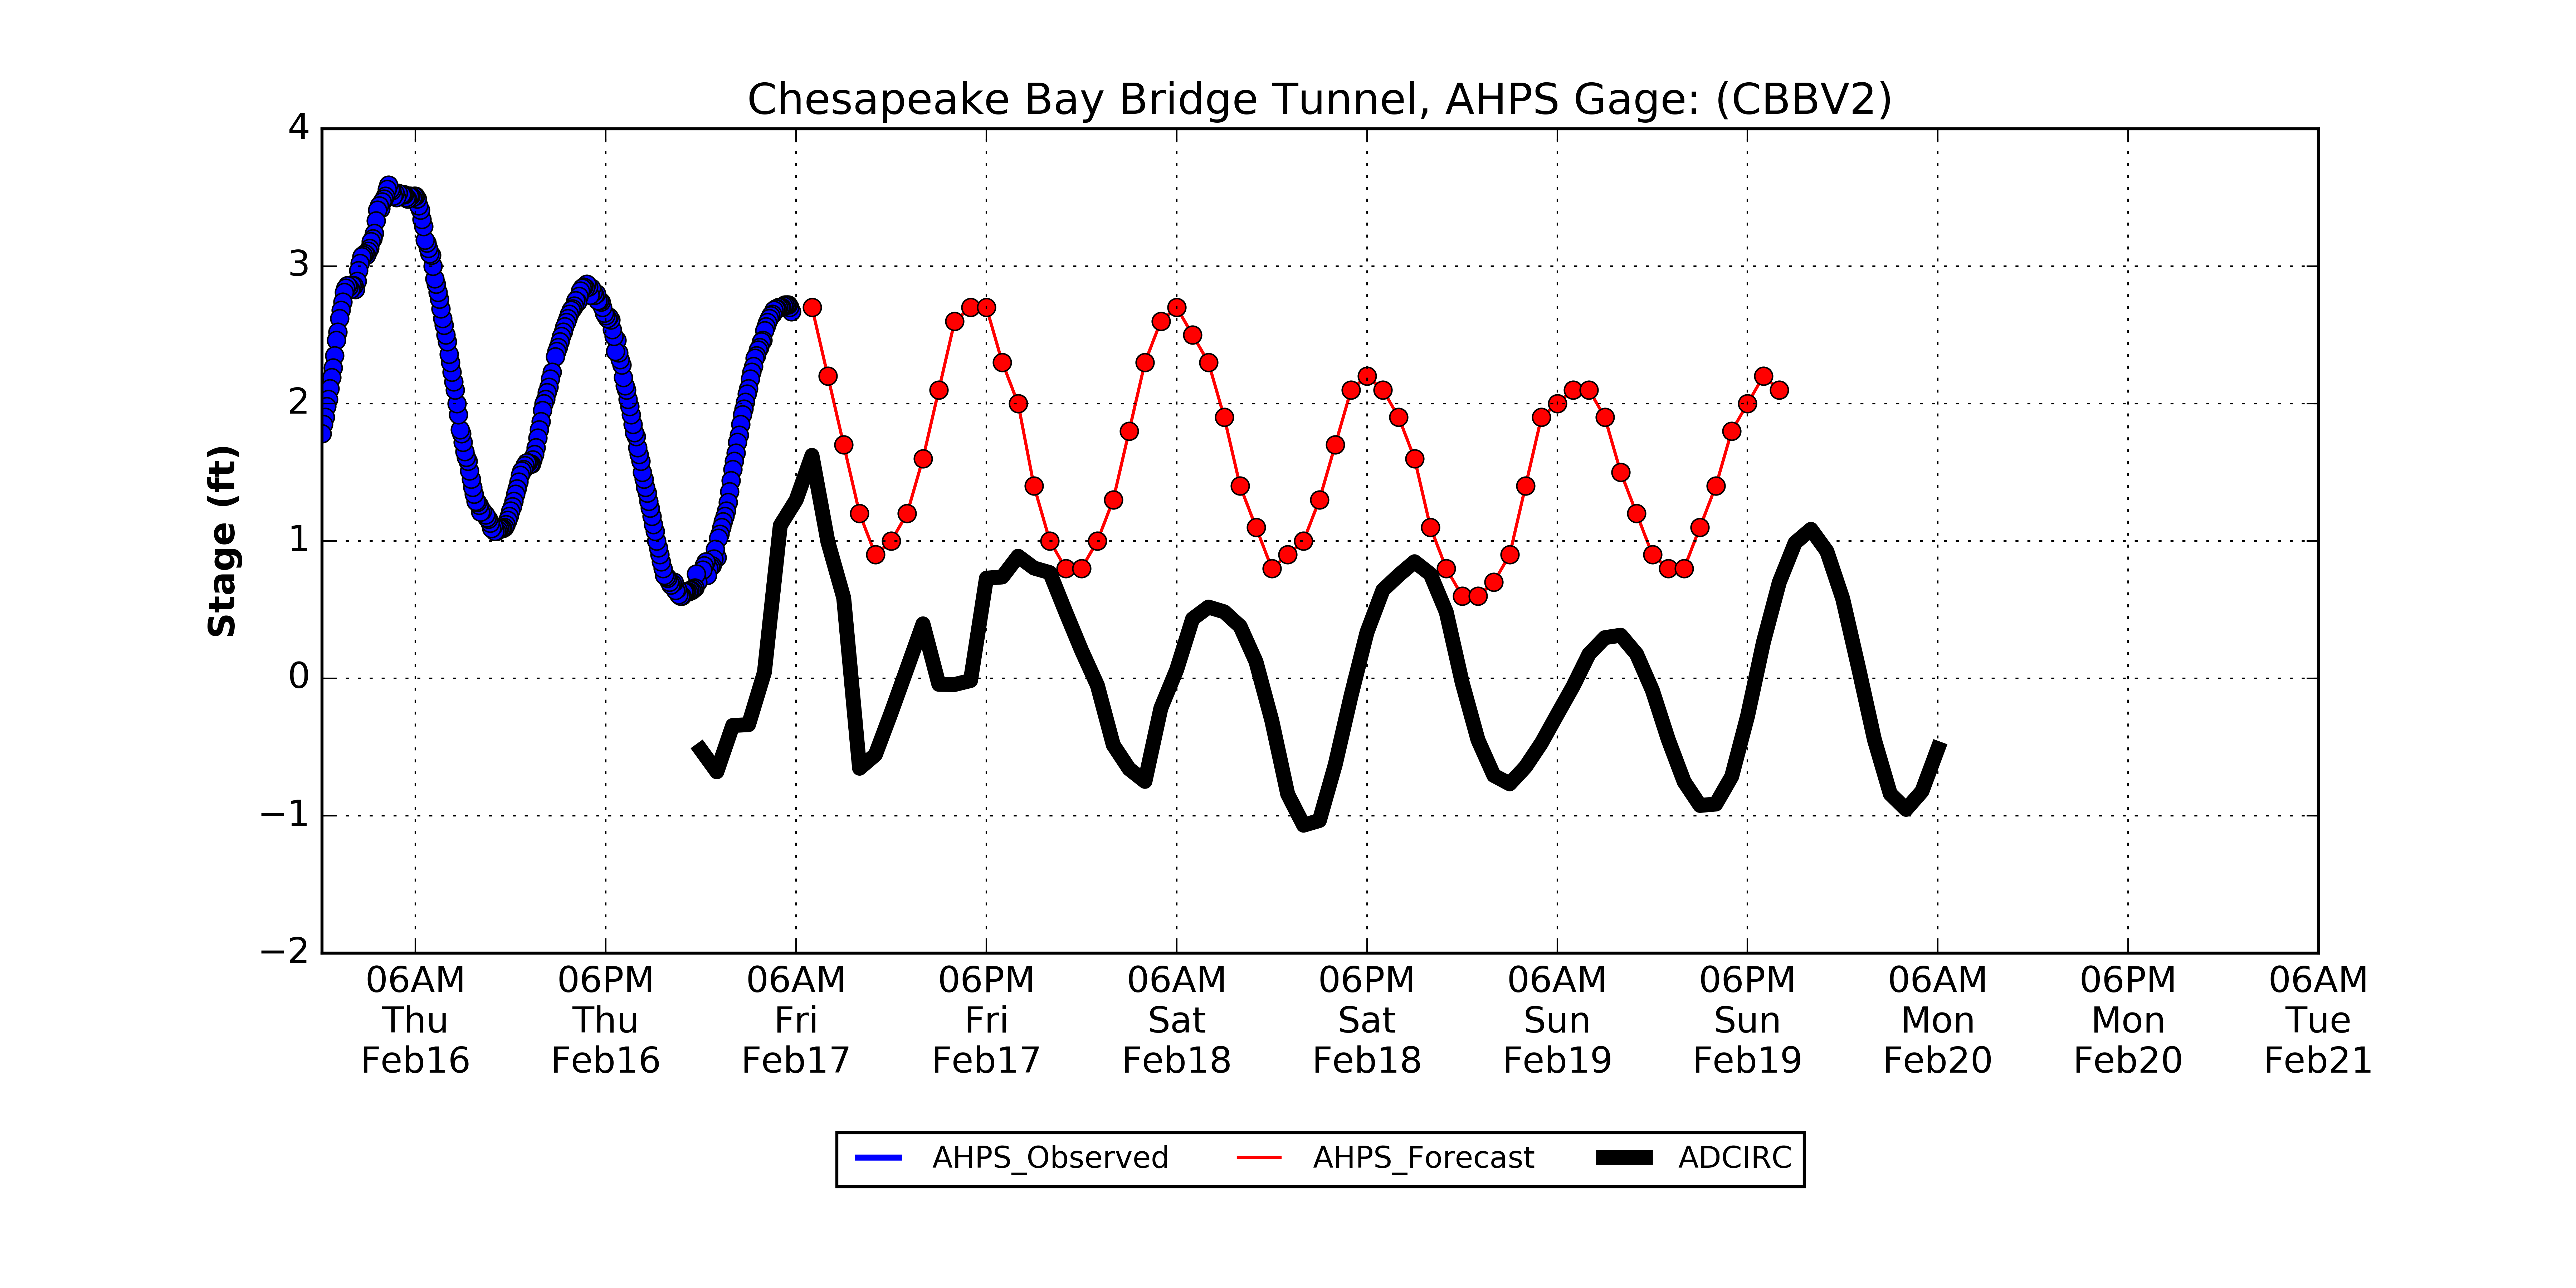 Chesapeake Bay Bridge Tunnel, AHPS Gage: (CBBV2)
4
3
2
1
0
−1
−2
Stage (ft)
06AM 06PM 06AM 06PM 06AM 06PM 06AM 06PM 06AM 06PM 06AM
Thu Thu Fri Fri Sat Sat Sun Sun Mon Mon Tue
Feb16 Feb16 Feb17 Feb17 Feb18 Feb18 Feb19 Feb19 Feb20 Feb20 Feb21
AHPS_Observed AHPS_Forecast ADCIRC